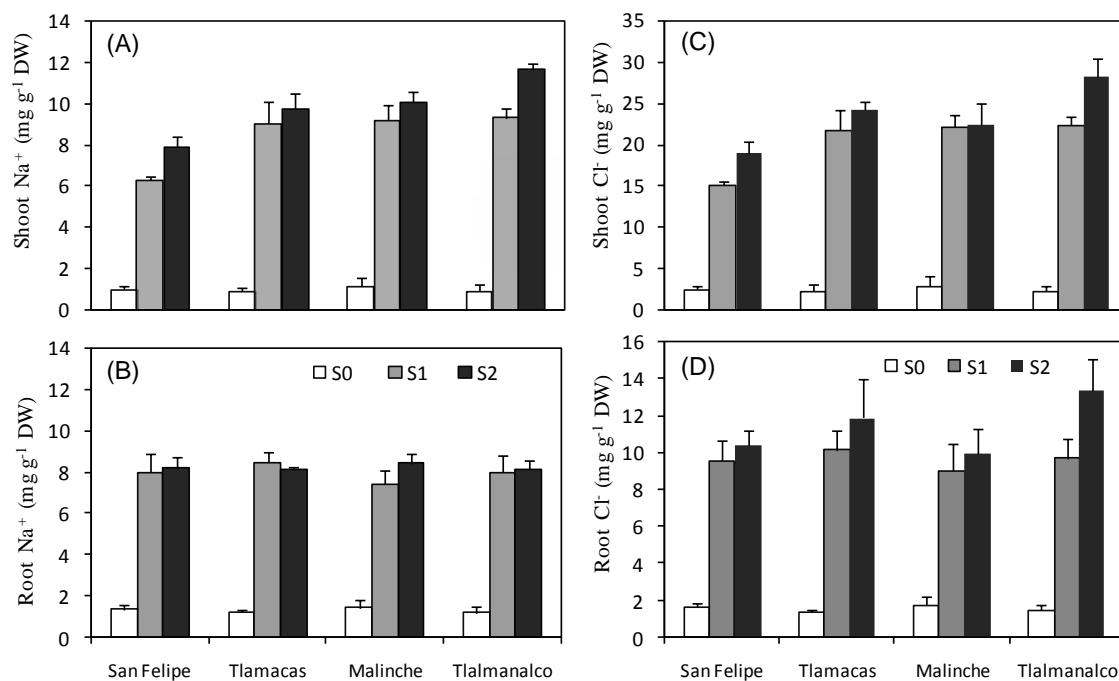 (A)
Shoot Na⁺ (mg g⁻¹ DW)
14
12
10
8
6
4
2
0
(C)
Shoot Cl⁻ (mg g⁻¹ DW)
35
30
25
20
15
10
5
0
(B)
S0 S1 S2
Root Na⁺ (mg g⁻¹ DW)
14
12
10
8
6
4
2
0
San Felipe Tlamacas Malinche Tlalmanalco
(D)
S0 S1 S2
Root Cl⁻ (mg g⁻¹ DW)
16
14
12
10
8
6
4
2
0
San Felipe Tlamacas Malinche Tlalmanalco